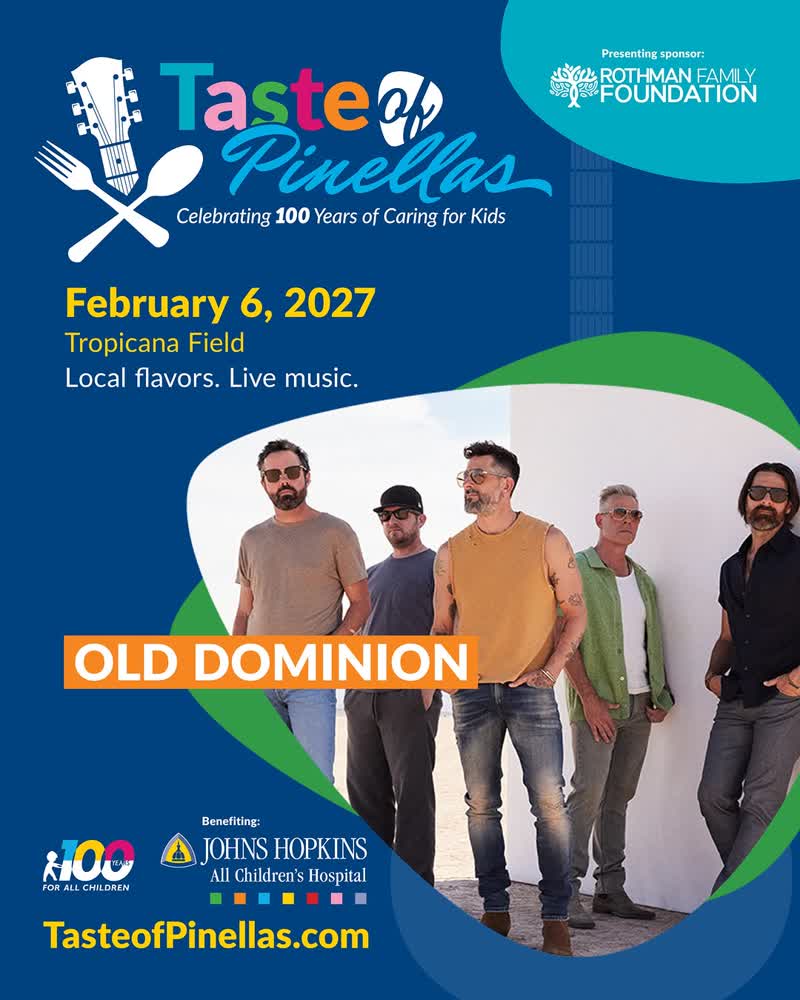 Presenting sponsor:
ROTHMAN FAMILY
FOUNDATION
Taste of
Pinellas
Celebrating 100 Years of Caring for Kids
February 6, 2027
Tropicana Field
Local flavors. Live music.
OLD DOMINION
Benefiting:
100
YEARS
FOR ALL CHILDREN
JOHNS HOPKINS
All Children's Hospital
TasteofPinellas.com